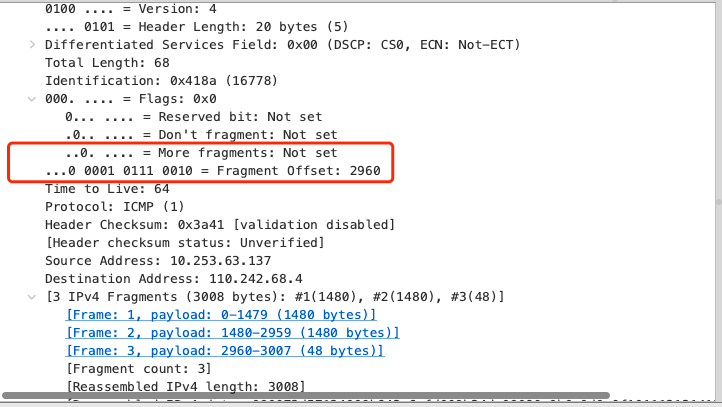 0100 .... = Version: 4
.... 0101 = Header Length: 20 bytes (5)
Differentiated Services Field: 0x00 (DSCP: CS0, ECN: Not-ECT)
Total Length: 68
Identification: 0x418a (16778)
000. .... = Flags: 0x0
0... .... = Reserved bit: Not set
.0.. .... = Don't fragment: Not set
..0. .... = More fragments: Not set
...0 0001 0111 0010 = Fragment Offset: 2960
Time to Live: 64
Protocol: ICMP (1)
Header Checksum: 0x3a41 [validation disabled]
[Header checksum status: Unverified]
Source Address: 10.253.63.137
Destination Address: 110.242.68.4
[3 IPv4 Fragments (3008 bytes): #1(1480), #2(1480), #3(48)]
[Frame: 1, payload: 0-1479 (1480 bytes)]
[Frame: 2, payload: 1480-2959 (1480 bytes)]
[Frame: 3, payload: 2960-3007 (48 bytes)]
[Fragment count: 3]
[Reassembled IPv4 length: 3008]